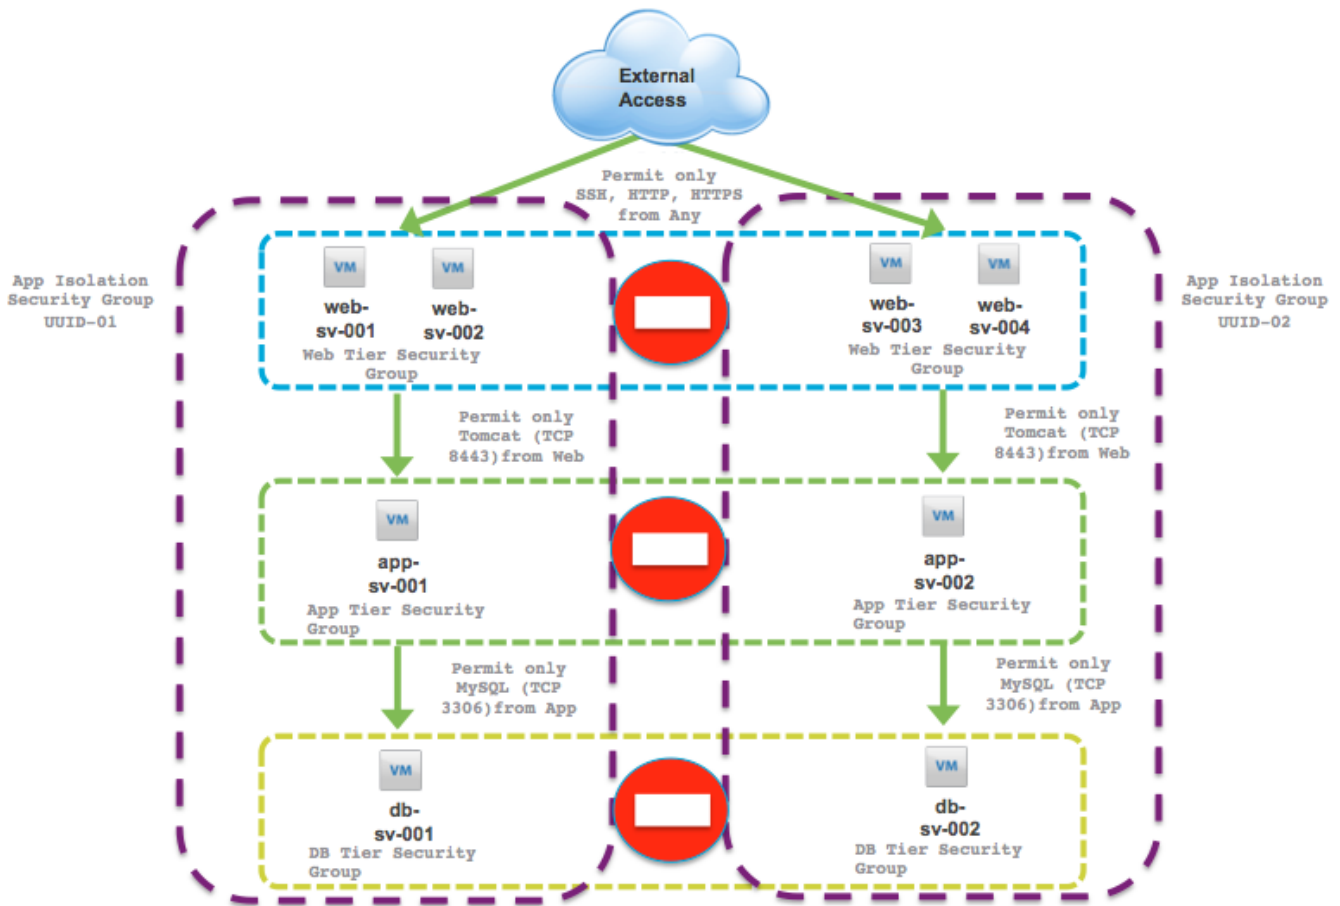 External
Access
Permit only
SSH, HTTP, HTTPS
from Any
App Isolation
Security Group
UUID-01
VM
web-
sv-001
VM
web-
sv-002
Web Tier Security
Group
VM
web-
sv-003
VM
web-
sv-004
Web Tier Security
Group
App Isolation
Security Group
UUID-02
Permit only
Tomcat (TCP
8443)from Web
Permit only
Tomcat (TCP
8443)from Web
VM
app-
sv-001
App Tier Security
Group
VM
app-
sv-002
App Tier Security
Group
Permit only
MySQL (TCP
3306)from App
Permit only
MySQL (TCP
3306)from App
VM
db-
sv-001
DB Tier Security
Group
VM
db-
sv-002
DB Tier Security
Group